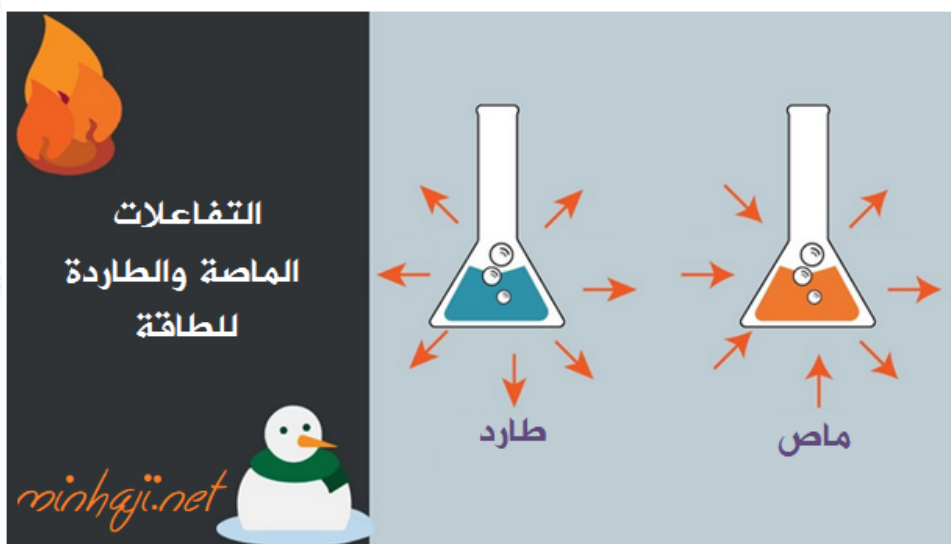 التفاعلات
الماصة والطاردة
للطاقة
minhaji.net
طارد
ماص